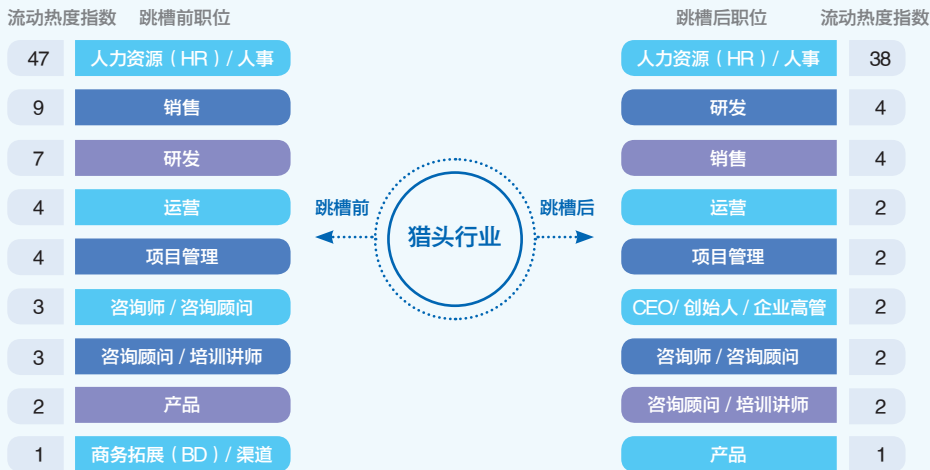 流动热度指数 跳槽前职位 跳槽后职位 流动热度指数
47 人力资源（HR）/ 人事 人力资源（HR）/ 人事 38
9 销售 研发 4
7 研发 销售 4
4 运营 跳槽前 猎头行业 跳槽后 运营 2
4 项目管理 项目管理 2
3 咨询师 / 咨询顾问 CEO/ 创始人 / 企业高管 2
3 咨询顾问 / 培训讲师 咨询师 / 咨询顾问 2
2 产品 咨询顾问 / 培训讲师 2
1 商务拓展（BD）/ 渠道 产品 1